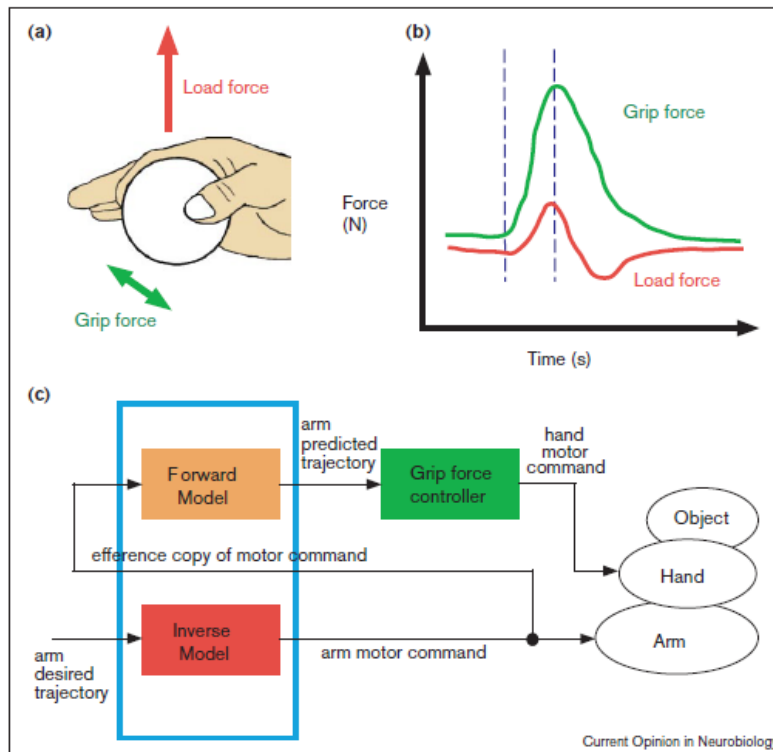 (a)
Load force
Grip force
(b)
Force
(N)
Grip force
Load force
Time (s)
(c)
Forward
Model
arm
predicted
trajectory
Grip force
controller
hand
motor
command
Object
Hand
Arm
efference copy of motor command
Inverse
Model
arm
desired
trajectory
arm motor command
Current Opinion in Neurobiology